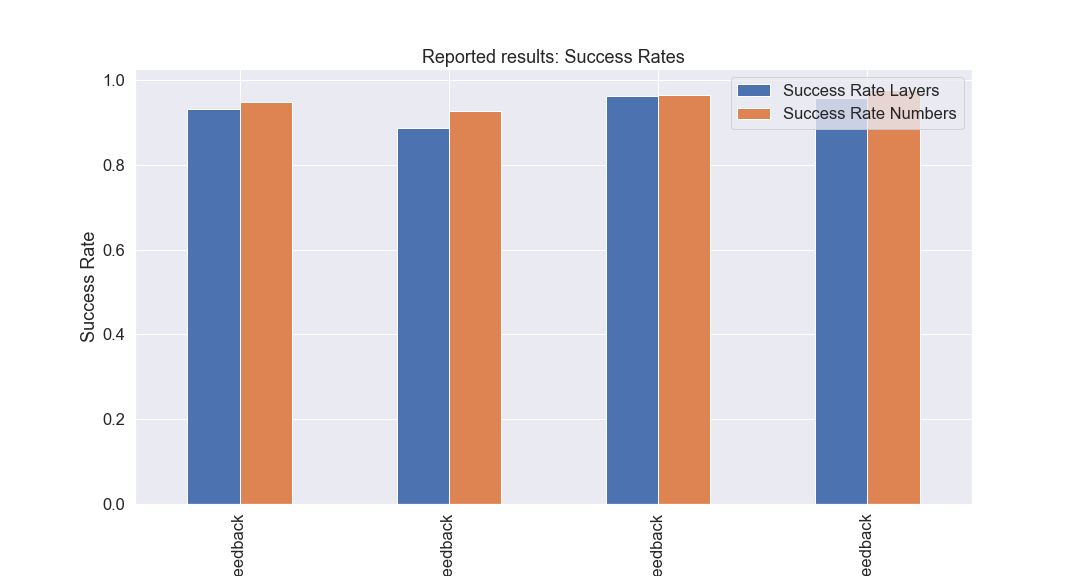 Reported results: Success Rates
Success Rate Layers
Success Rate Numbers
Success Rate
1.0
0.8
0.6
0.4
0.2
0.0
eedback
eedback
eedback
eedback